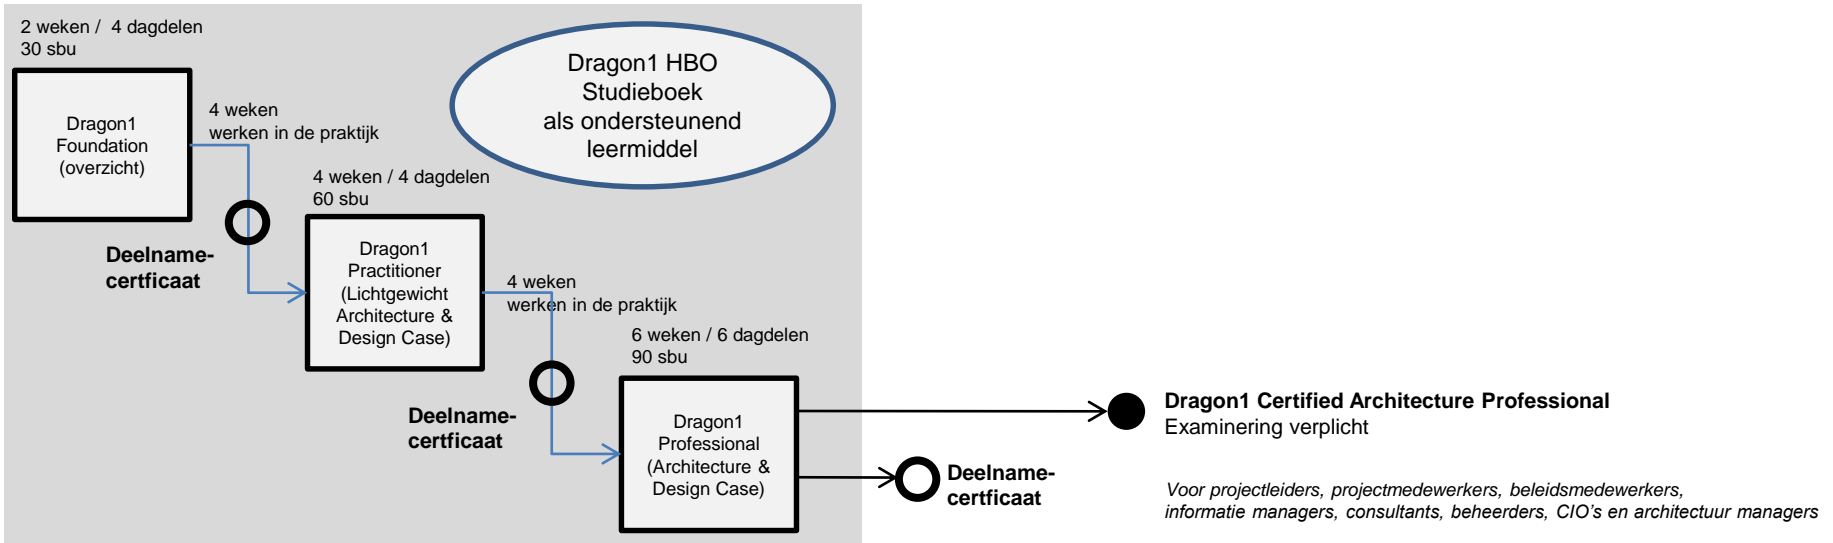 2 weken / 4 dagdelen
30 sbu
Dragon1
Foundation
(overzicht)
4 weken
werken in de praktijk
Dragon1 HBO
Studieboek
als ondersteunend
leermiddel
Deelname-
certficaat
4 weken / 4 dagdelen
60 sbu
Dragon1
Practitioner
(Lichtgewicht
Architecture &
Design Case)
4 weken
werken in de praktijk
Deelname-
certficaat
6 weken / 6 dagdelen
90 sbu
Dragon1
Professional
(Architecture &
Design Case)
Dragon1 Certified Architecture Professional
Examinering verplicht
Deelname-
certficaat
Voor projectleiders, projectmedewerkers, beleidsmedewerkers,
informatie managers, consultants, beheerders, CIO's en architectuur managers